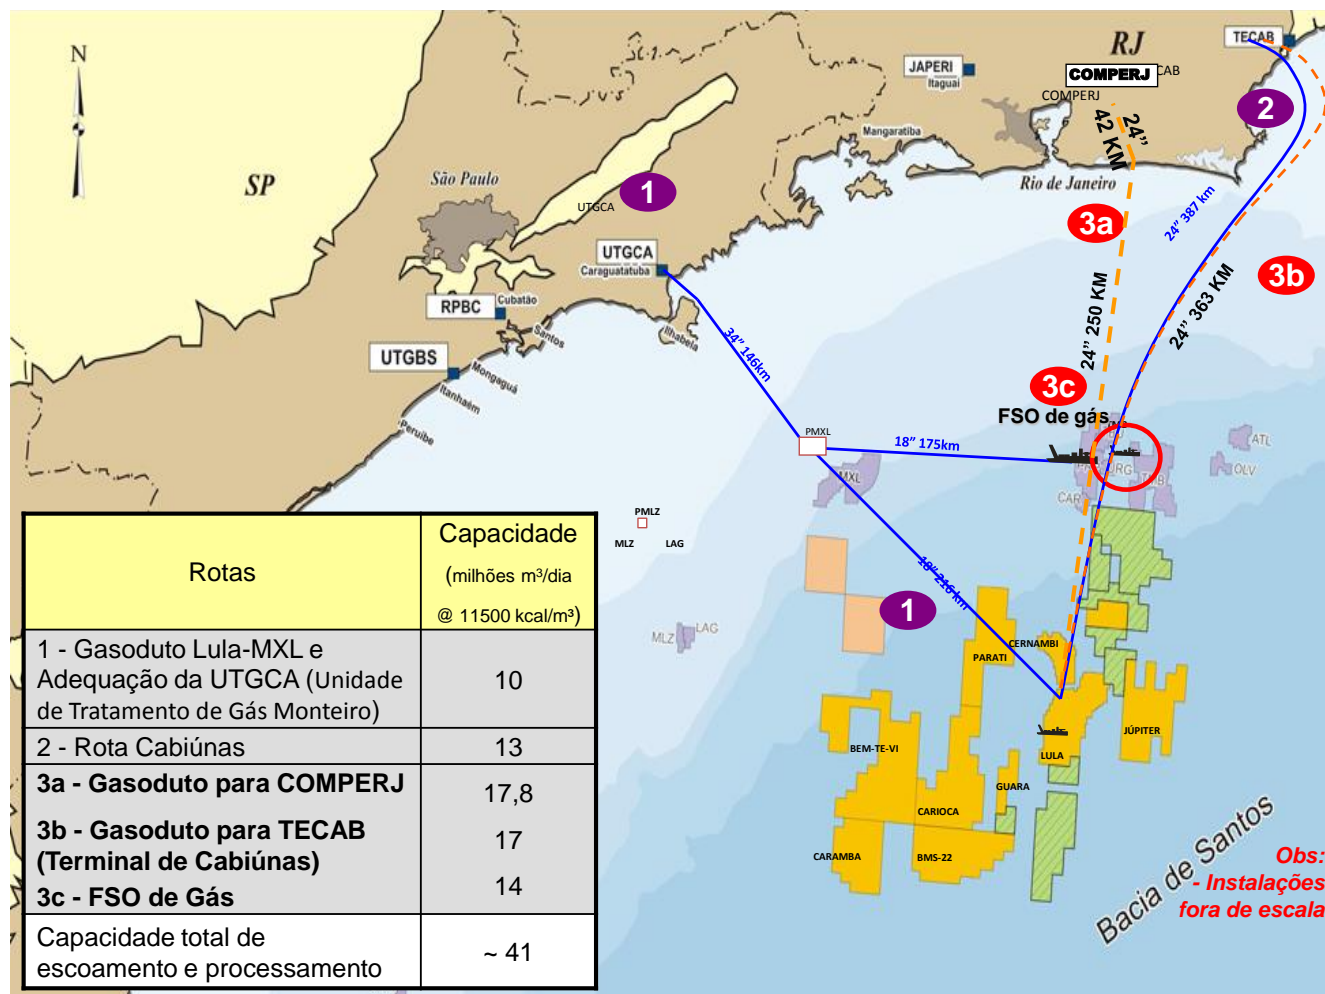 N
SP
São Paulo
RJ
TECAB
JAPERI
Itaguaí
COMPERJ
CAB
COMPERJ
2
24”
42 KM
Mangaratiba
Rio de Janeiro
1
UTGCA
3a
24” 387 km
UTGCA
Caraguatatuba
3b
RPBC
Cubatão
Santos
Ilhabela
24” 250 KM
24” 363 KM
UTGBS
Mongaguá
Itanhaém
Peruíbe
34” 146km
3c
FSO de gás
PMXL
18” 175km
MXL
CAR
ATL
OLV
PMLZ
MLZ
LAG
18” 216 km
1
MLZ
LAG
CERNAMBI
PARATI
BEM-TE-VI
JÚPITER
LULA
GUARA
CARIOCA
CARAMBA
BMS-22
Bacia de Santos
Obs:
- Instalações
fora de escala
Rotas
Capacidade
(milhões m³/dia
@ 11500 kcal/m³)
1 - Gasoduto Lula-MXL e
Adequação da UTGCA (Unidade
de Tratamento de Gás Monteiro)
10
2 - Rota Cabiúnas
13
3a - Gasoduto para COMPERJ
17,8
3b - Gasoduto para TECAB
(Terminal de Cabiúnas)
17
3c - FSO de Gás
14
Capacidade total de
escoamento e processamento
~ 41